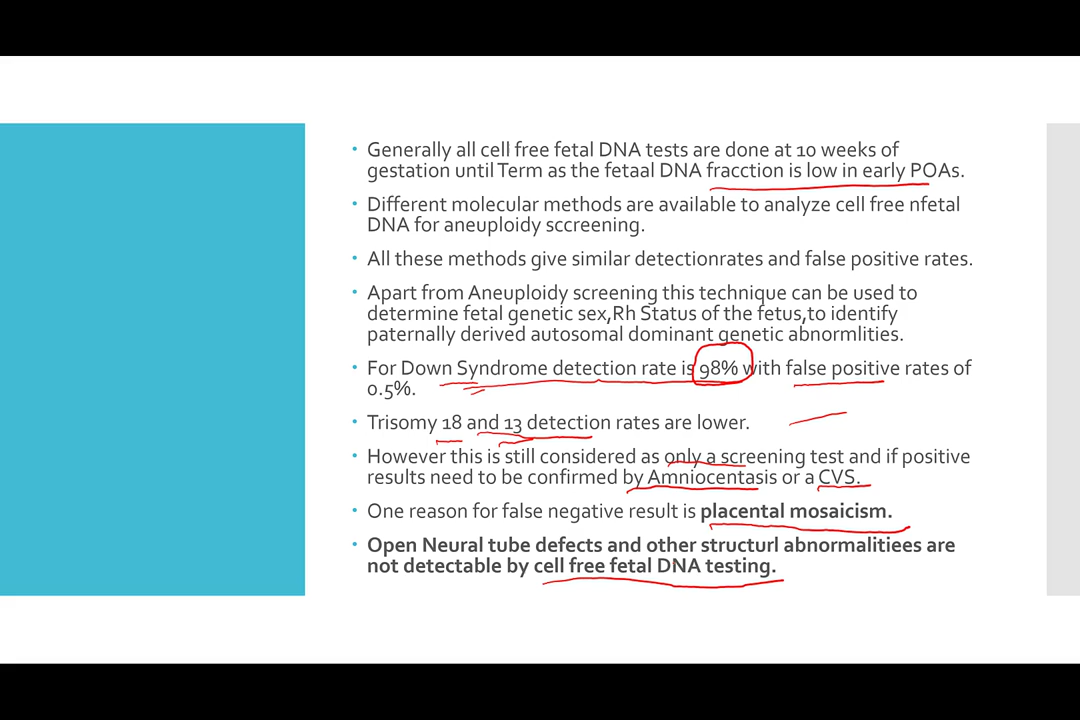 • Generally all cell free fetal DNA tests are done at 10 weeks of
gestation until Term as the fetaal DNA fracction is low in early POAs.
• Different molecular methods are available to analyze cell free nfetal
DNA for aneuploidy sccreening.
• All these methods give similar detectionrates and false positive rates.
• Apart from Aneuploidy screening this technique can be used to
determine fetal genetic sex,Rh Status of the fetus,to identify
paternally derived autosomal dominant genetic abnormlities.
• For Down Syndrome detection rate is 98% with false positive rates of
0.5%.
• Trisomy 18 and 13 detection rates are lower.
• However this is still considered as only a screening test and if positive
results need to be confirmed by Amniocentasis or a CVS.
• One reason for false negative result is placental mosaicism.
• Open Neural tube defects and other structurl abnormalitiees are
not detectable by cell free fetal DNA testing.